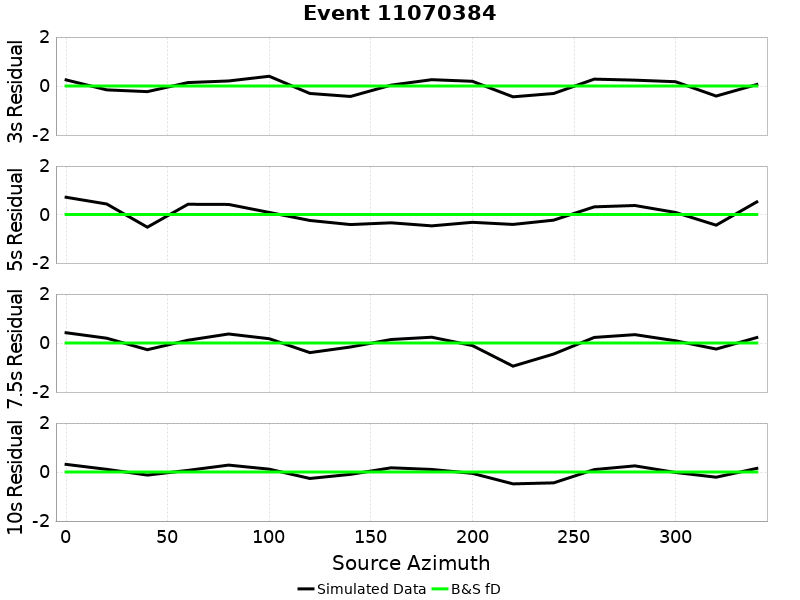 Event 11070384
3s Residual
2
0
-2
5s Residual
2
0
-2
7.5s Residual
2
0
-2
10s Residual
2
0
-2
0 50 100 150 200 250 300
Source Azimuth
Simulated Data B&S fD